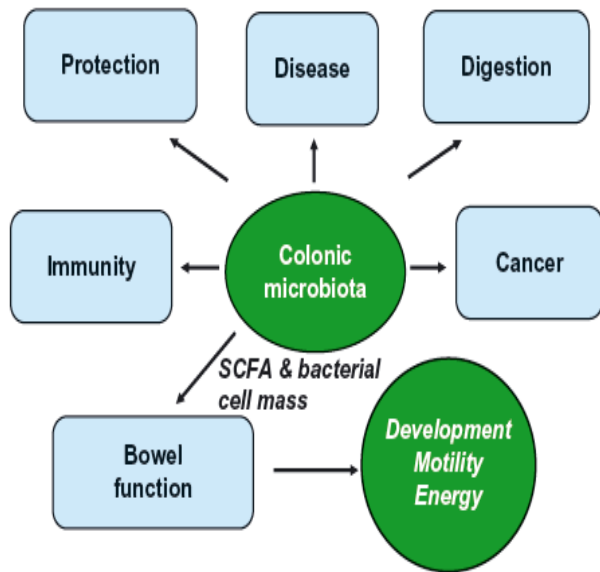 Protection
Disease
Digestion
Immunity
Colonic
microbiota
Cancer
SCFA & bacterial
cell mass
Bowel
function
Development
Motility
Energy